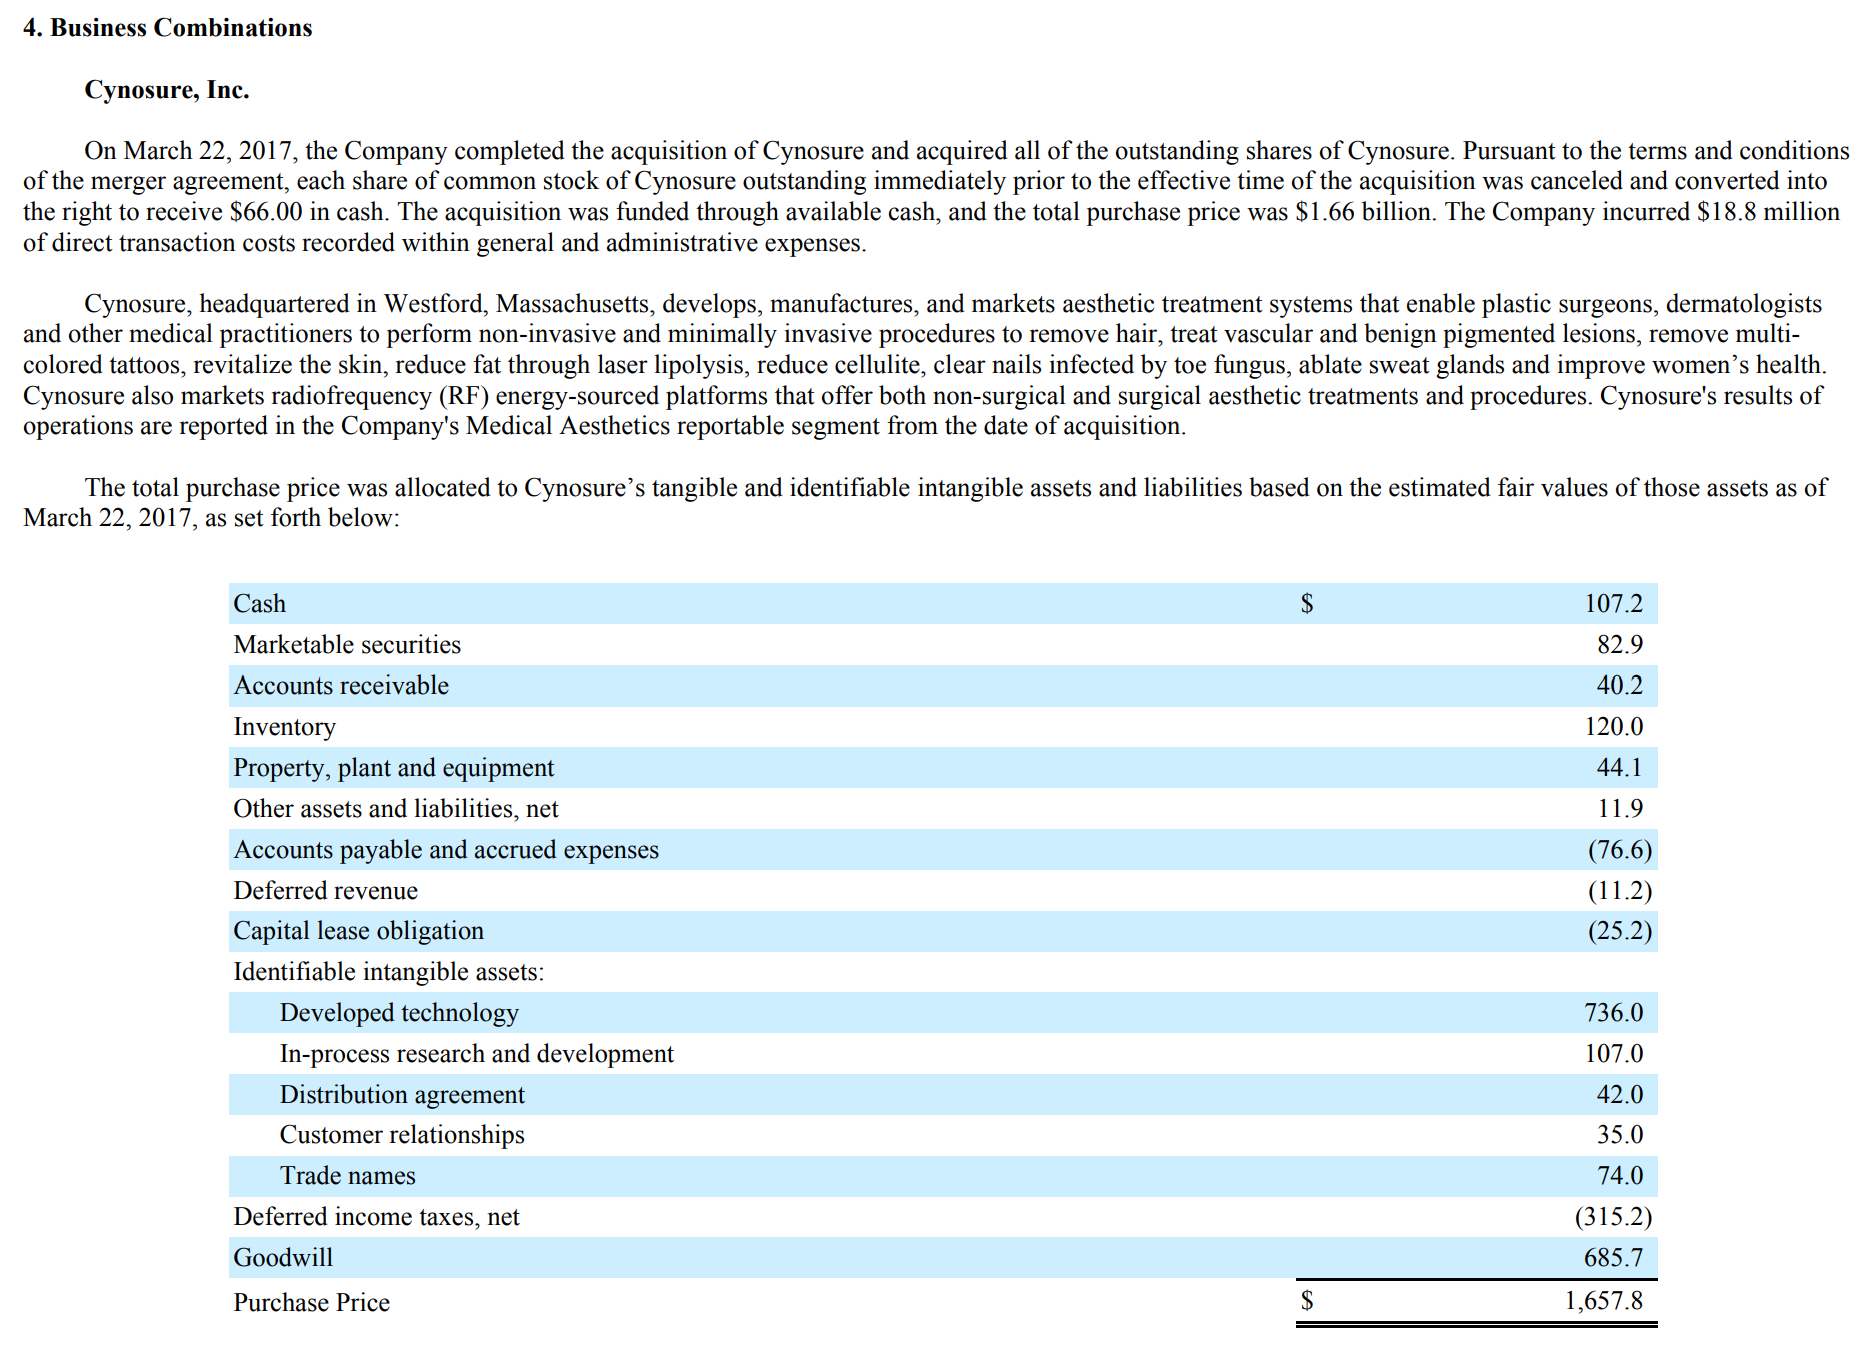 4. Business Combinations
Cynosure, Inc.
On March 22, 2017, the Company completed the acquisition of Cynosure and acquired all of the outstanding shares of Cynosure. Pursuant to the terms and conditions
of the merger agreement, each share of common stock of Cynosure outstanding immediately prior to the effective time of the acquisition was canceled and converted into
the right to receive $66.00 in cash. The acquisition was funded through available cash, and the total purchase price was $1.66 billion. The Company incurred $18.8 million
of direct transaction costs recorded within general and administrative expenses.
Cynosure, headquartered in Westford, Massachusetts, develops, manufactures, and markets aesthetic treatment systems that enable plastic surgeons, dermatologists
and other medical practitioners to perform non-invasive and minimally invasive procedures to remove hair, treat vascular and benign pigmented lesions, remove multi-
colored tattoos, revitalize the skin, reduce fat through laser lipolysis, reduce cellulite, clear nails infected by toe fungus, ablate sweat glands and improve women’s health.
Cynosure also markets radiofrequency (RF) energy-sourced platforms that offer both non-surgical and surgical aesthetic treatments and procedures. Cynosure's results of
operations are reported in the Company's Medical Aesthetics reportable segment from the date of acquisition.
The total purchase price was allocated to Cynosure’s tangible and identifiable intangible assets and liabilities based on the estimated fair values of those assets as of
March 22, 2017, as set forth below:
Cash $ 107.2
Marketable securities 82.9
Accounts receivable 40.2
Inventory 120.0
Property, plant and equipment 44.1
Other assets and liabilities, net 11.9
Accounts payable and accrued expenses (76.6)
Deferred revenue (11.2)
Capital lease obligation (25.2)
Identifiable intangible assets:
Developed technology 736.0
In-process research and development 107.0
Distribution agreement 42.0
Customer relationships 35.0
Trade names 74.0
Deferred income taxes, net (315.2)
Goodwill 685.7
Purchase Price $ 1,657.8